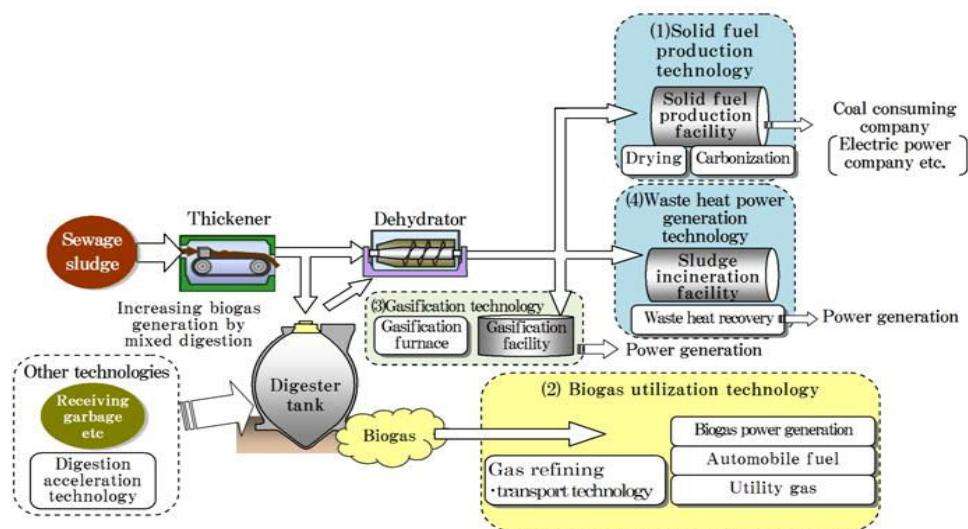 (1)Solid fuel
production
technology
Solid fuel
production
facility
Drying
Carbonization
Coal consuming
company
Electric power
company etc.
(4)Waste heat power
generation
technology
Sludge
incineration
facility
Waste heat recovery
Power generation
Sewage
sludge
Thickener
Dehydrator
Increasing biogas
generation by
mixed digestion
(3)Gasification technology
Gasification
furnace
Gasification
facility
Power generation
Other technologies
Receiving
garbage
etc
Digestion
acceleration
technology
Digester
tank
Biogas
(2) Biogas utilization technology
Gas refining
・transport technology
Biogas power generation
Automobile fuel
Utility gas